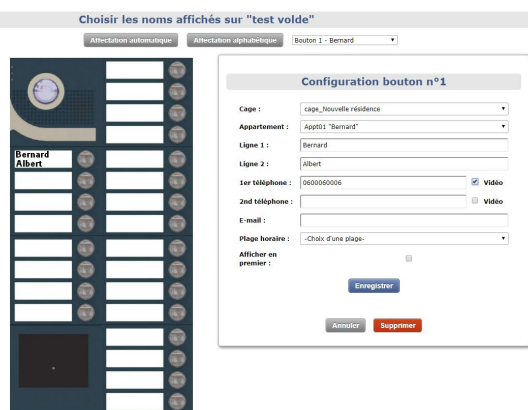 Choisir les noms affichés sur "test volde"
Affectation automatique Affectation alphabétique Bouton 1 - Bernard
Configuration bouton n°1
Cage : cage_Nouvelle résidence
Appartement : Appt01 "Bernard"
Ligne 1 : Bernard
Ligne 2 : Albert
1er téléphone : 0600060006 Vidéo
2nd téléphone : Vidéo
E-mail :
Plage horaire : -Choix d'une plage-
Afficher en
premier :
Enregistrer
Annuler Supprimer
Bernard
Albert